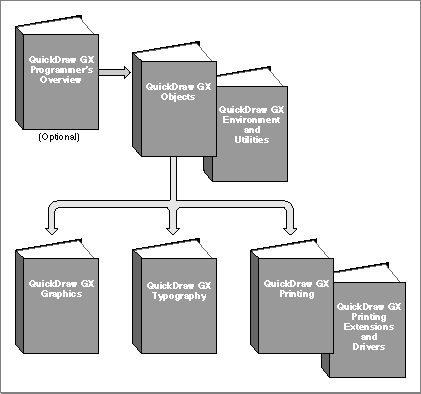 QuickDraw GX
Programmer's
Overview
(Optional)
QuickDraw GX
Objects
QuickDraw GX
Environment
and
Utilities
QuickDraw GX
Graphics
QuickDraw GX
Typography
QuickDraw GX
Printing
QuickDraw GX
Printing
Extensions
and
Drivers